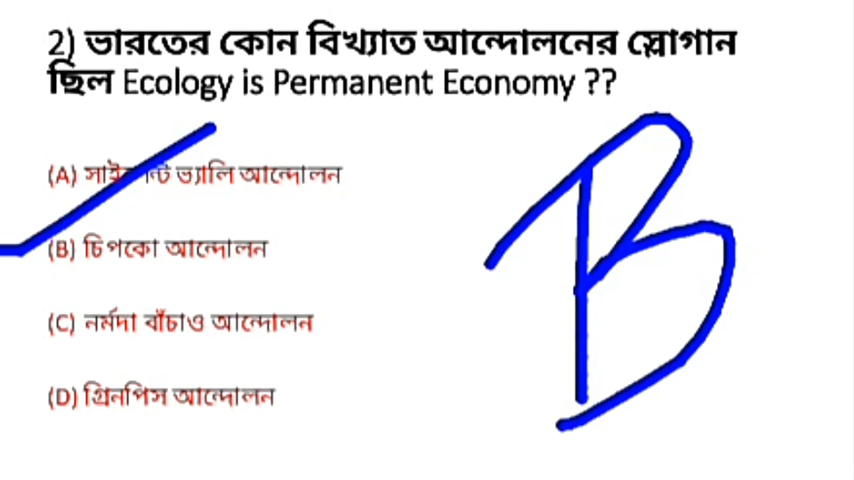 2) ভারতের কোন বিখ্যাত আন্দোলনের স্লোগান
ছিল Ecology is Permanent Economy ??
(A) সাইলেন্ট ভ্যালি আন্দোলন
(B) চিপকো আন্দোলন
(C) নর্মদা বাঁচাও আন্দোলন
(D) গ্রিনপিস আন্দোলন
B